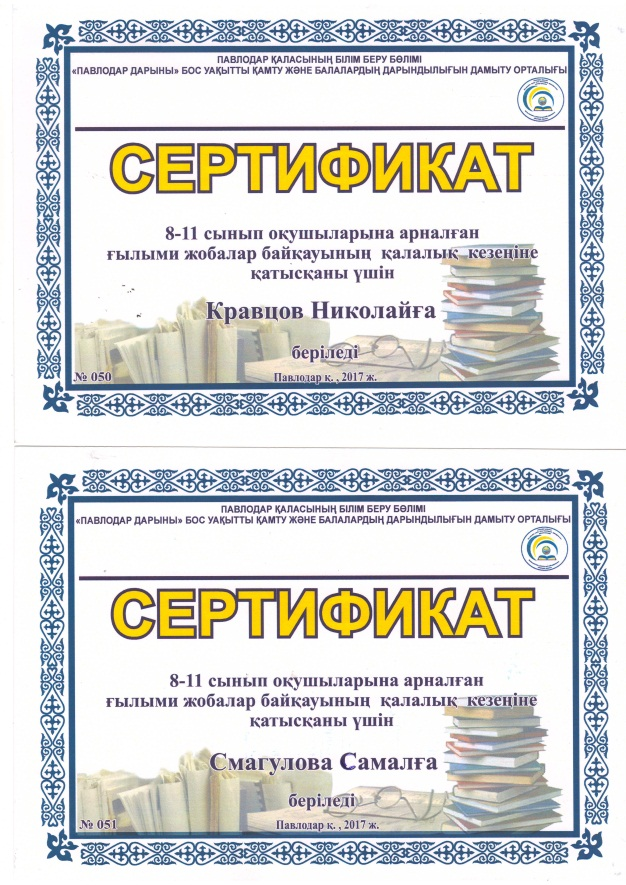 ПАВЛОДАР ҚАЛАСЫНЫҢ БІЛІМ БЕРУ БӨЛІМІ
«ПАВЛОДАР ДАРЫНЫ» БОС УАҚЫТТЫ ҚАМТУ ЖӘНЕ БАЛАЛАРДЫҢ ДАРЫНДЫЛЫҒЫН ДАМЫТУ ОРТАЛЫҒЫ
СЕРТИФИКАТ
8-11 сынып оқушыларына арналған
ғылыми жобалар байқауының қалалық кезеңіне
қатысқаны үшін
Кравцов Николайға
беріледі
№ 050
Павлодар қ. , 2017 ж.
ПАВЛОДАР ҚАЛАСЫНЫҢ БІЛІМ БЕРУ БӨЛІМІ
«ПАВЛОДАР ДАРЫНЫ» БОС УАҚЫТТЫ ҚАМТУ ЖӘНЕ БАЛАЛАРДЫҢ ДАРЫНДЫЛЫҒЫН ДАМЫТУ ОРТАЛЫҒЫ
СЕРТИФИКАТ
8-11 сынып оқушыларына арналған
ғылыми жобалар байқауының қалалық кезеңіне
қатысқаны үшін
Смагулова Самалға
беріледі
№ 051
Павлодар қ. , 2017 ж.